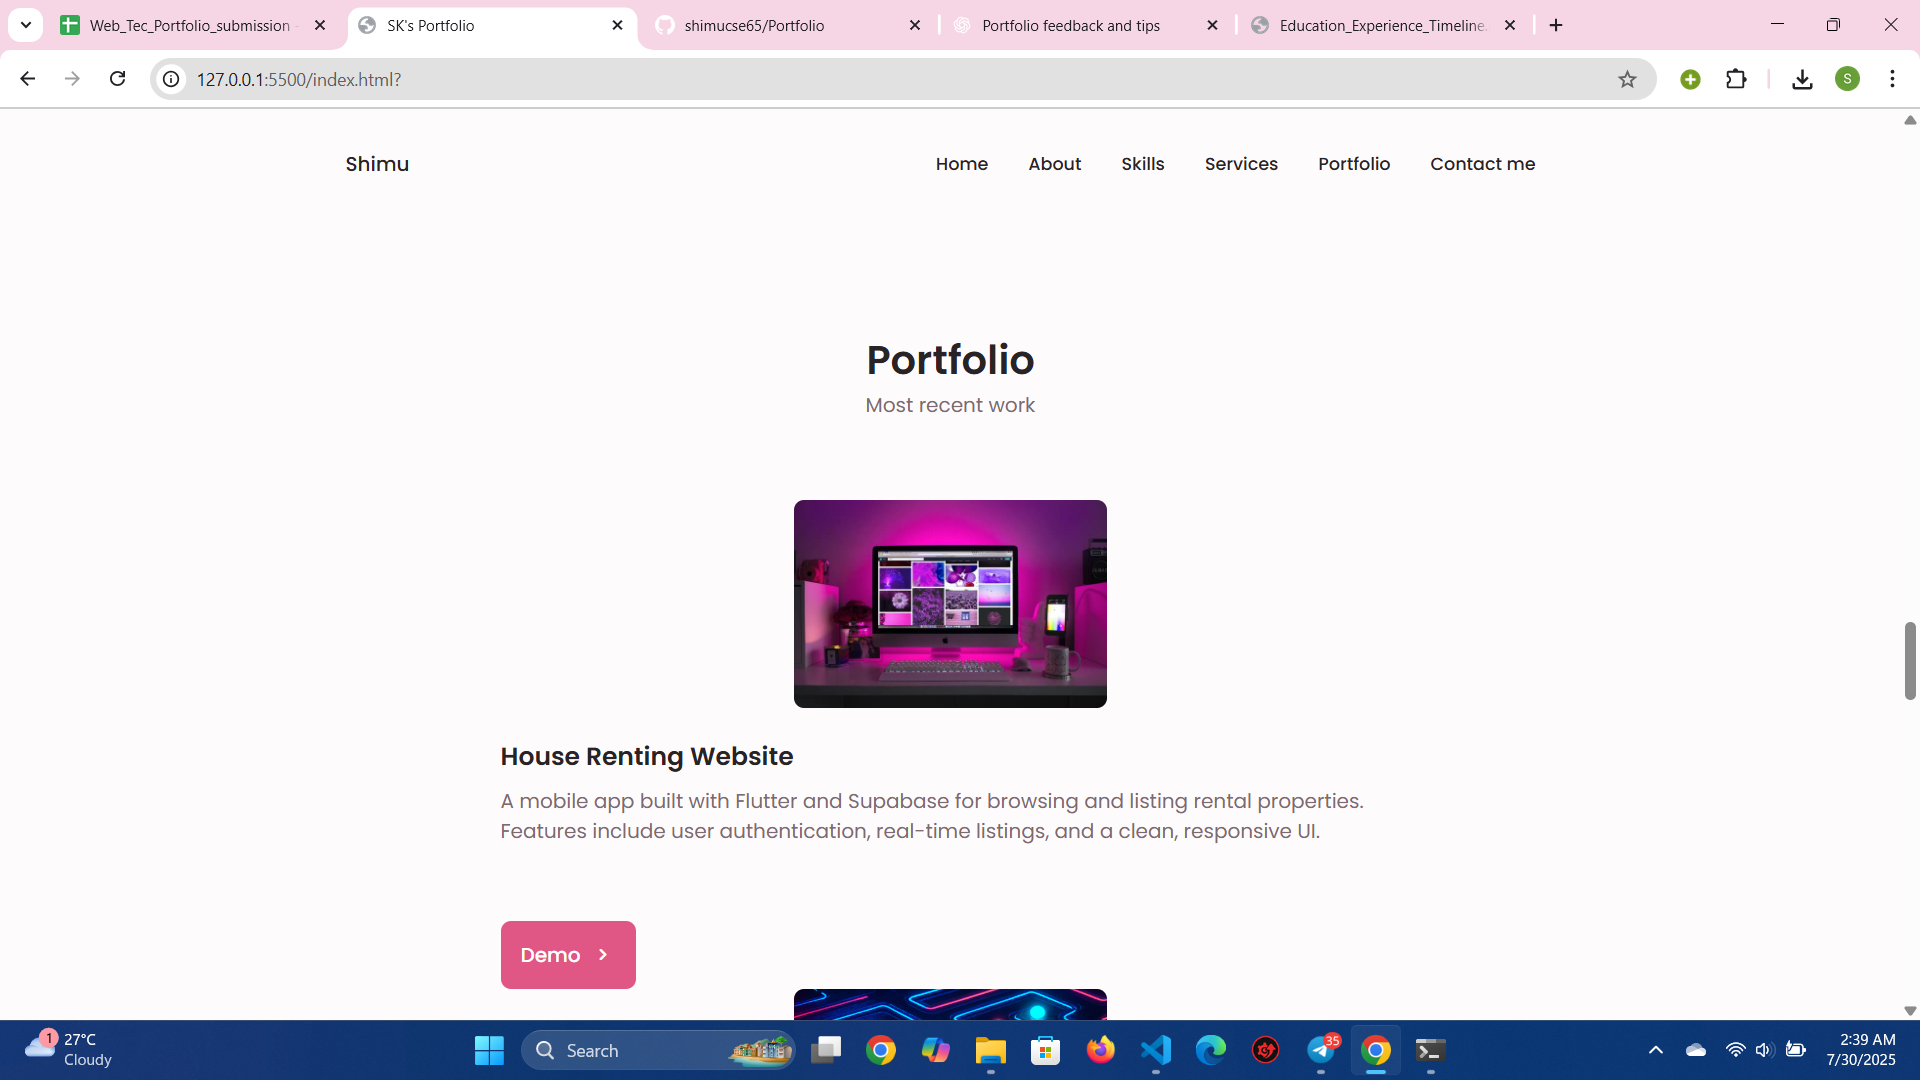 Web_Tec_Portfolio_submission
SK's Portfolio
shimucse65/Portfolio
Portfolio feedback and tips
Education_Experience_Timeline.
127.0.0.1:5500/index.html?
S
Shimu
Home
About
Skills
Services
Portfolio
Contact me
Portfolio
Most recent work
House Renting Website
A mobile app built with Flutter and Supabase for browsing and listing rental properties.
Features include user authentication, real-time listings, and a clean, responsive UI.
Demo
1
27°C
Cloudy
Search
35
2:39 AM
7/30/2025